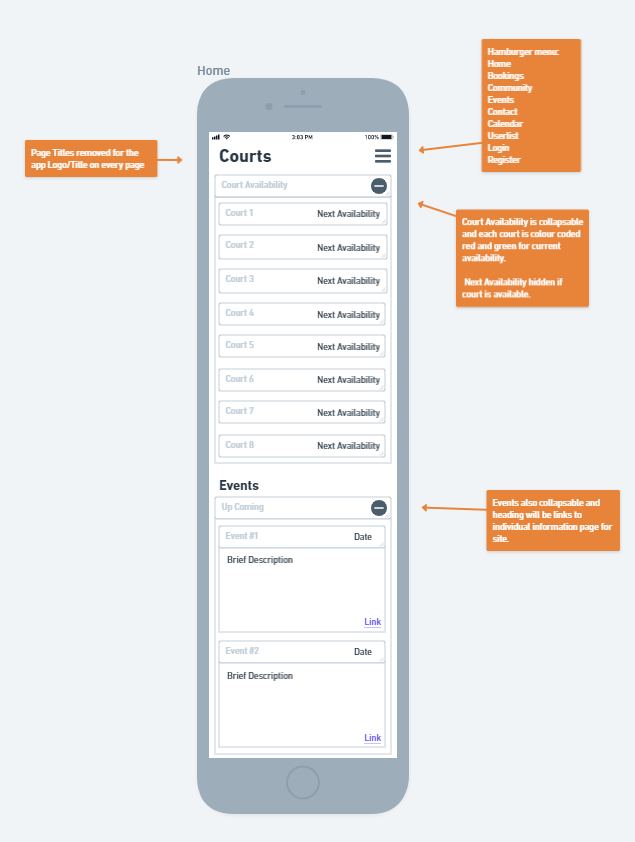 Home
Hamburger menu:
Home
Bookings
Community
Events
Contact
Calendar
Userlist
Login
Register
Page Titles removed for the
app Logo/Title on every page
3:03 PM
100%
Courts
Court Availability
Court 1 Next Availability
Court 2 Next Availability
Court 3 Next Availability
Court 4 Next Availability
Court 5 Next Availability
Court 6 Next Availability
Court 7 Next Availability
Court 8 Next Availability
Court Availability is collapsable
and each court is colour coded
red and green for current
availability.
Next Availability hidden if
court is available.
Events
Up Coming
Event #1 Date
Brief Description
Link
Event #2 Date
Brief Description
Link
Events also collapsable and
heading will be links to
individual information page for
site.